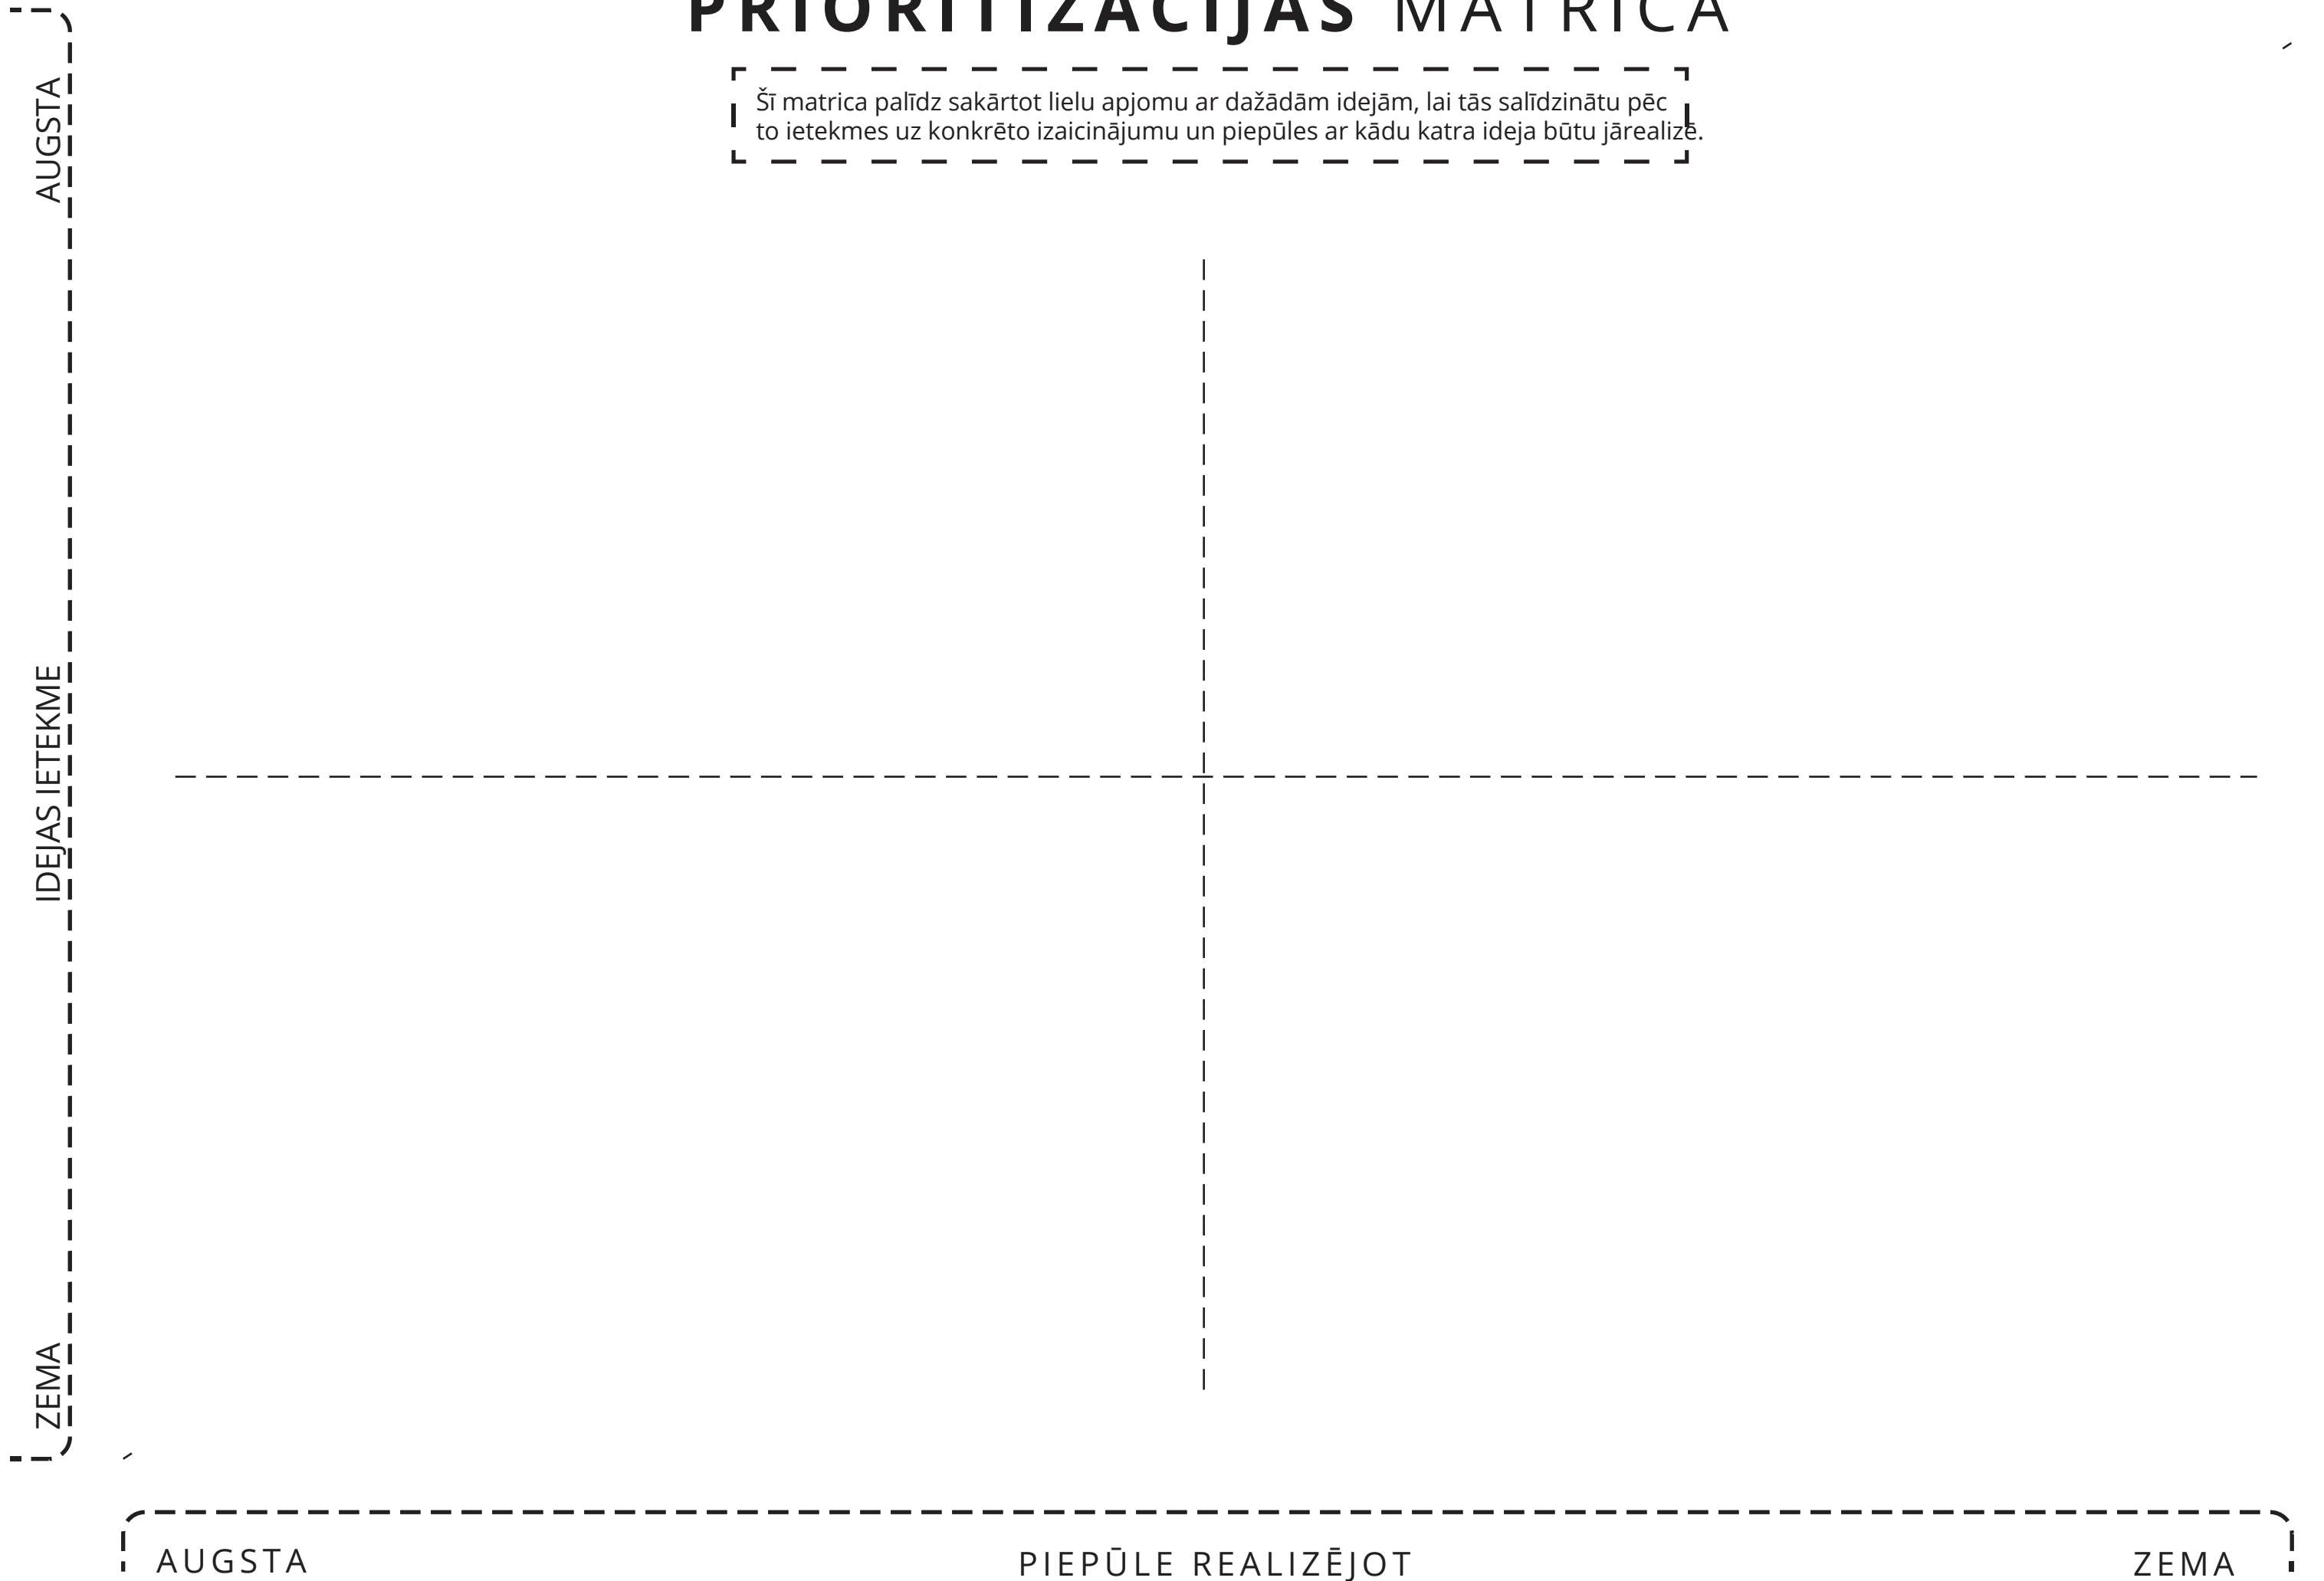 PRIORITIZĀCIJAS MATRICA
Šī matrica palīdz sakārtot lielu apjomu ar dažādām idejām, lai tās salīdzinātu pēc
to ietekmes uz konkrēto izaicinājumu un piepūles ar kādu katra ideja būtu jārealizē.
AUGSTA
IDEJAS IETEKME
ZEMA
AUGSTA
PIEPŪLE REALIZĒJOT
ZEMA